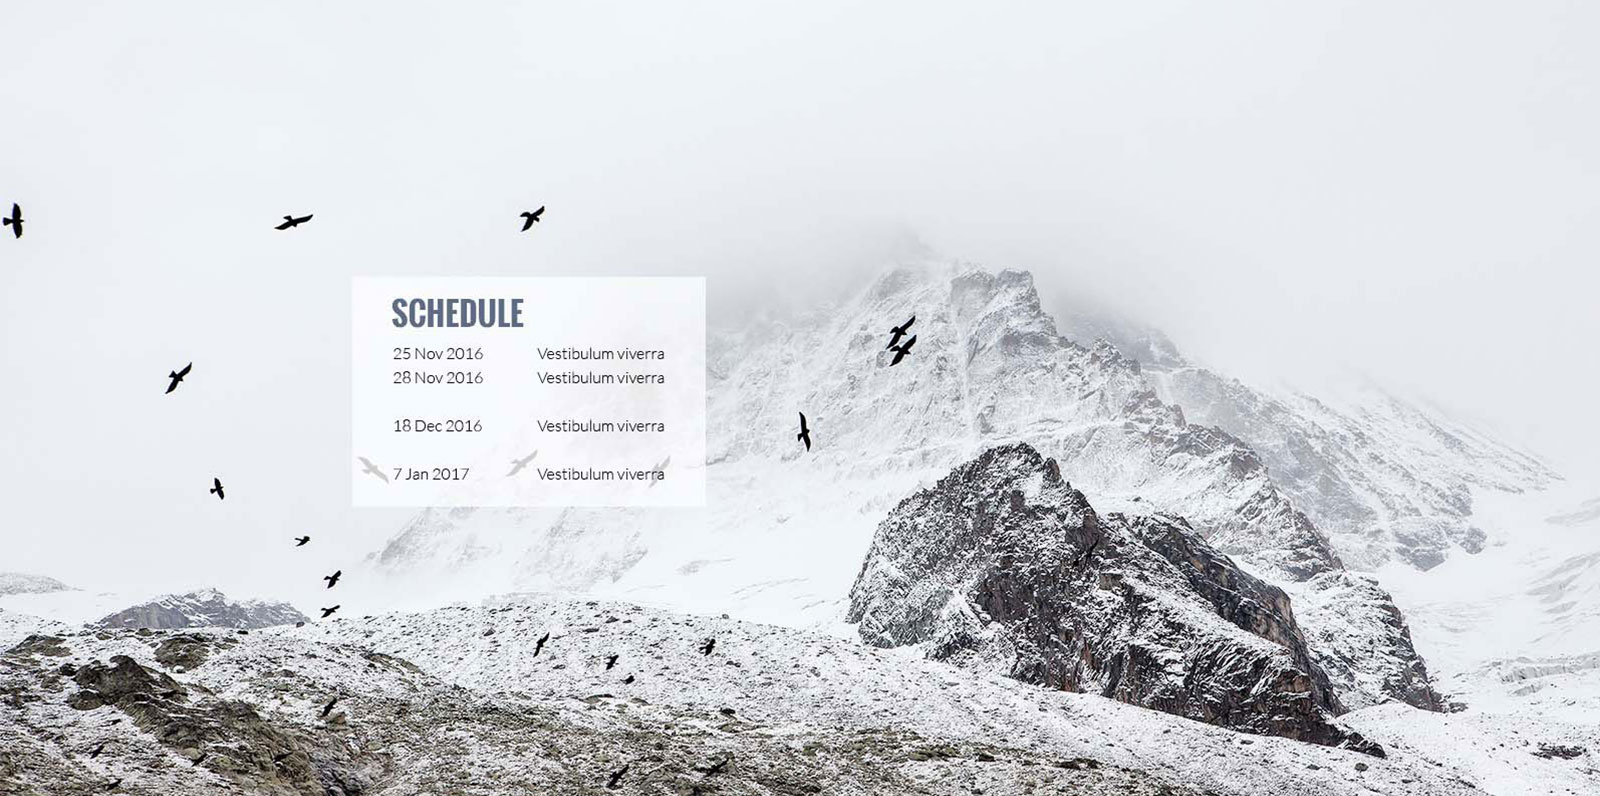 SCHEDULE
25 Nov 2016 Vestibulum viverra
28 Nov 2016 Vestibulum viverra
18 Dec 2016 Vestibulum viverra
7 Jan 2017 Vestibulum viverra